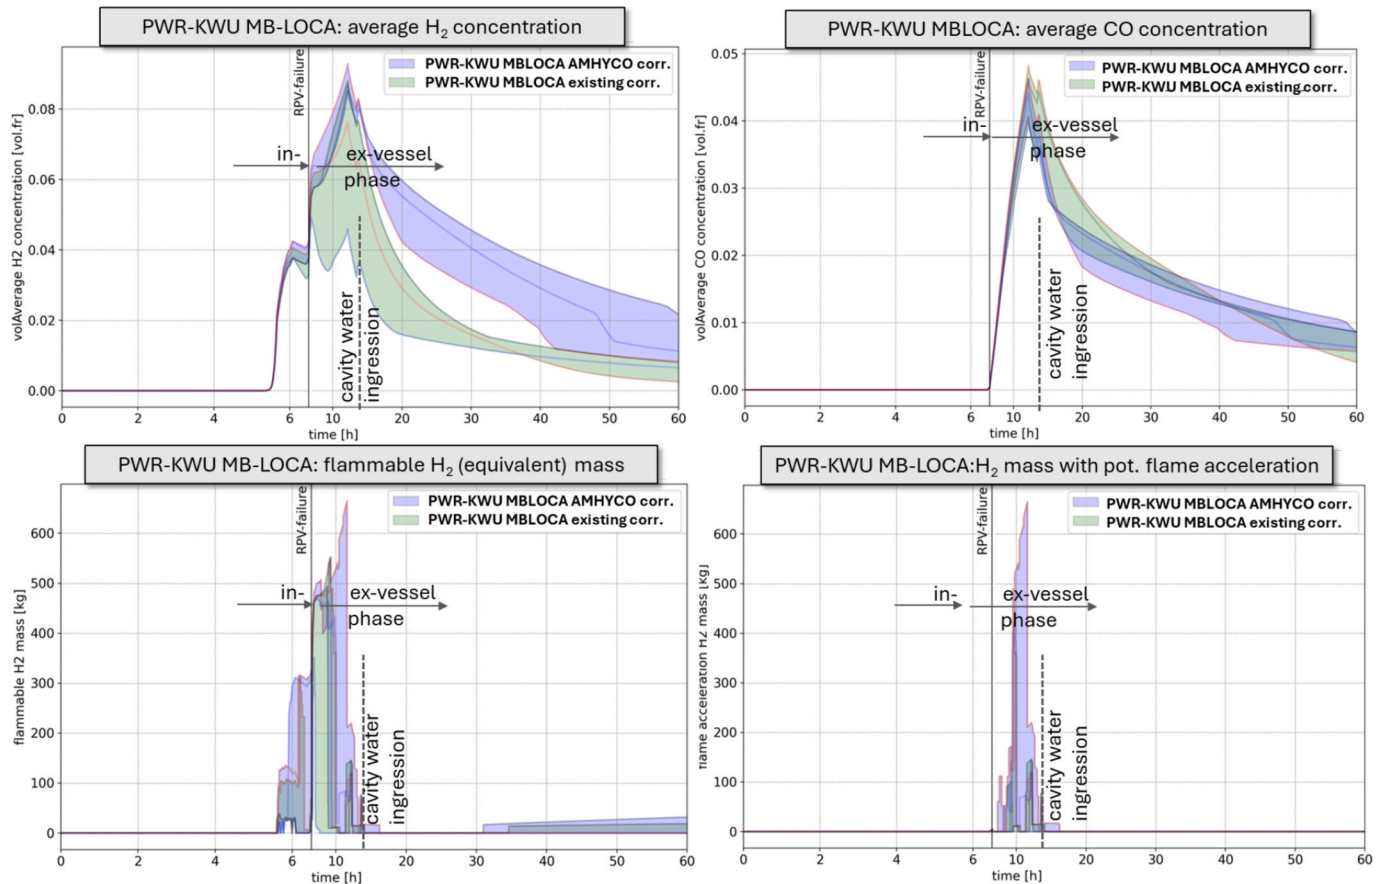 PWR-KWU MB-LOCA: average H₂ concentration
volAverage H2 concentration [vol.fr]
0.08
0.06
0.04
0.02
0.00
RPV-failure
PWR-KWU MBLOCA AMHYCO corr.
PWR-KWU MBLOCA existing corr.
in-
ex-vessel
phase
cavity water
ingression
0 2 4 6 10 20 30 40 50 60
time [h]
PWR-KWU MBLOCA: average CO concentration
volAverage CO concentration [vol.fr]
0.05
0.04
0.03
0.02
0.01
0.00
RPV-failure
PWR-KWU MBLOCA AMHYCO corr.
PWR-KWU MBLOCA existing corr.
in-
ex-vessel
phase
cavity water
ingression
0 2 4 6 10 20 30 40 50 60
time [h]
PWR-KWU MB-LOCA: flammable H₂ (equivalent) mass
flammable H2 mass [kg]
600
500
400
300
200
100
0
RPV-failure
PWR-KWU MBLOCA AMHYCO corr.
PWR-KWU MBLOCA existing corr.
in-
ex-vessel
phase
cavity water
ingression
0 2 4 6 10 20 30 40 50 60
time [h]
PWR-KWU MB-LOCA:H₂ mass with pot. flame acceleration
flame acceleration H2 mass [kg]
600
500
400
300
200
100
0
RPV-failure
PWR-KWU MBLOCA AMHYCO corr.
PWR-KWU MBLOCA existing corr.
in-
ex-vessel
phase
cavity water
ingression
0 2 4 6 10 20 30 40 50 60
time [h]